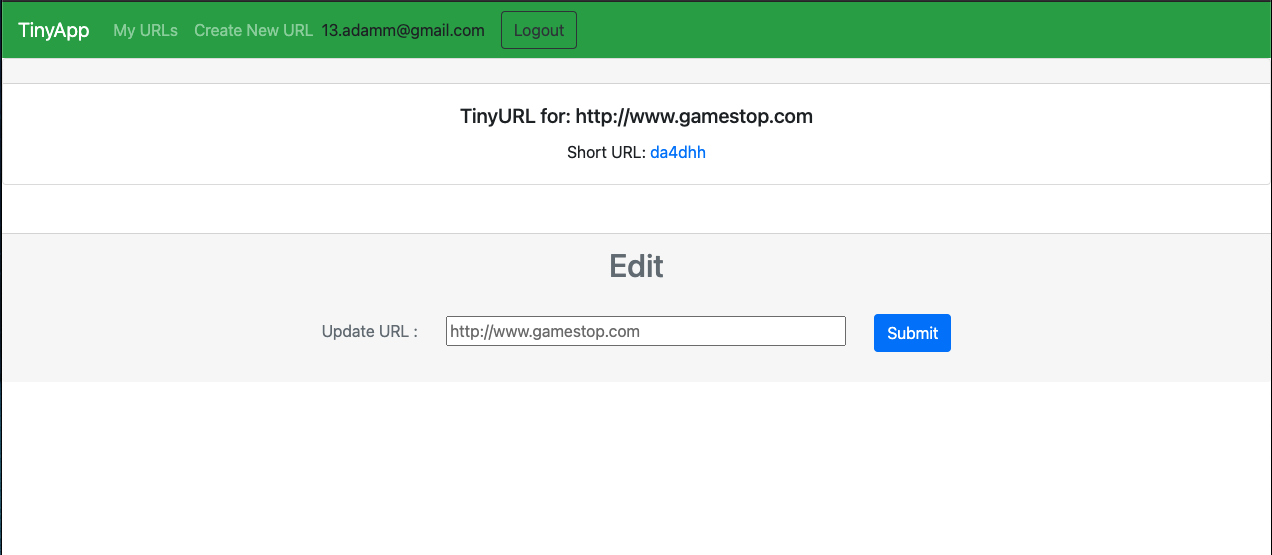 TinyApp My URLs Create New URL 13.adamm@gmail.com Logout
TinyURL for: http://www.gamestop.com
Short URL: da4dhh
Edit
Update URL : http://www.gamestop.com Submit